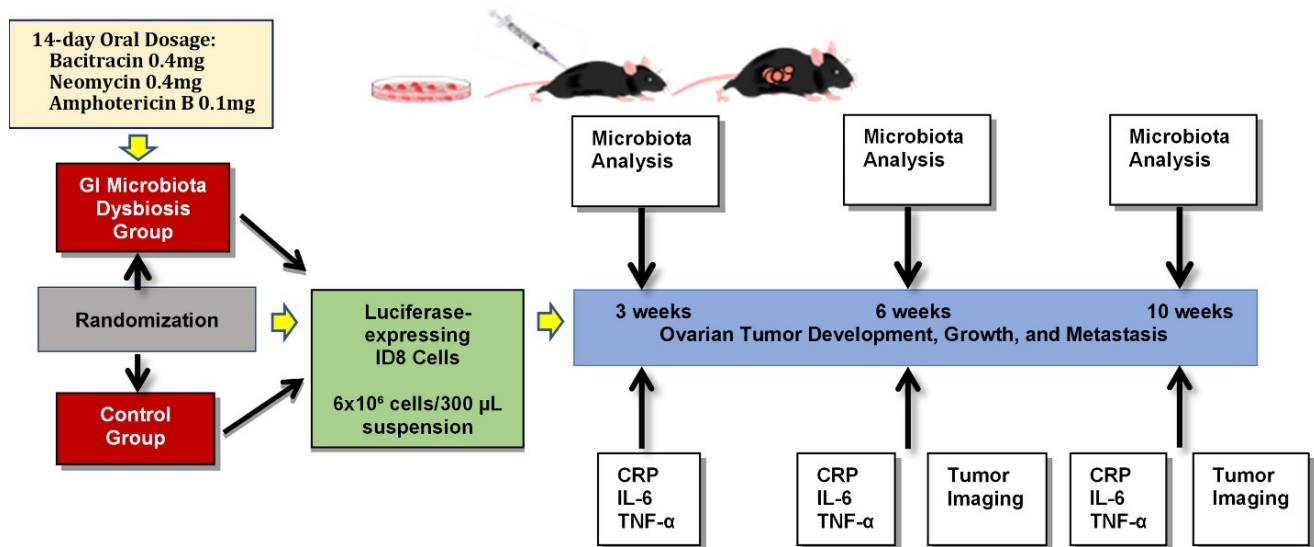 14-day Oral Dosage:
Bacitracin 0.4mg
Neomycin 0.4mg
Amphotericin B 0.1mg
GI Microbiota
Dysbiosis
Group
Randomization
Control
Group
Luciferase-
expressing
ID8 Cells
6x10⁶ cells/300 µL
suspension
Microbiota
Analysis
Microbiota
Analysis
Microbiota
Analysis
3 weeks
6 weeks
10 weeks
Ovarian Tumor Development, Growth, and Metastasis
CRP
IL-6
TNF-α
CRP
IL-6
TNF-α
Tumor
Imaging
CRP
IL-6
TNF-α
Tumor
Imaging